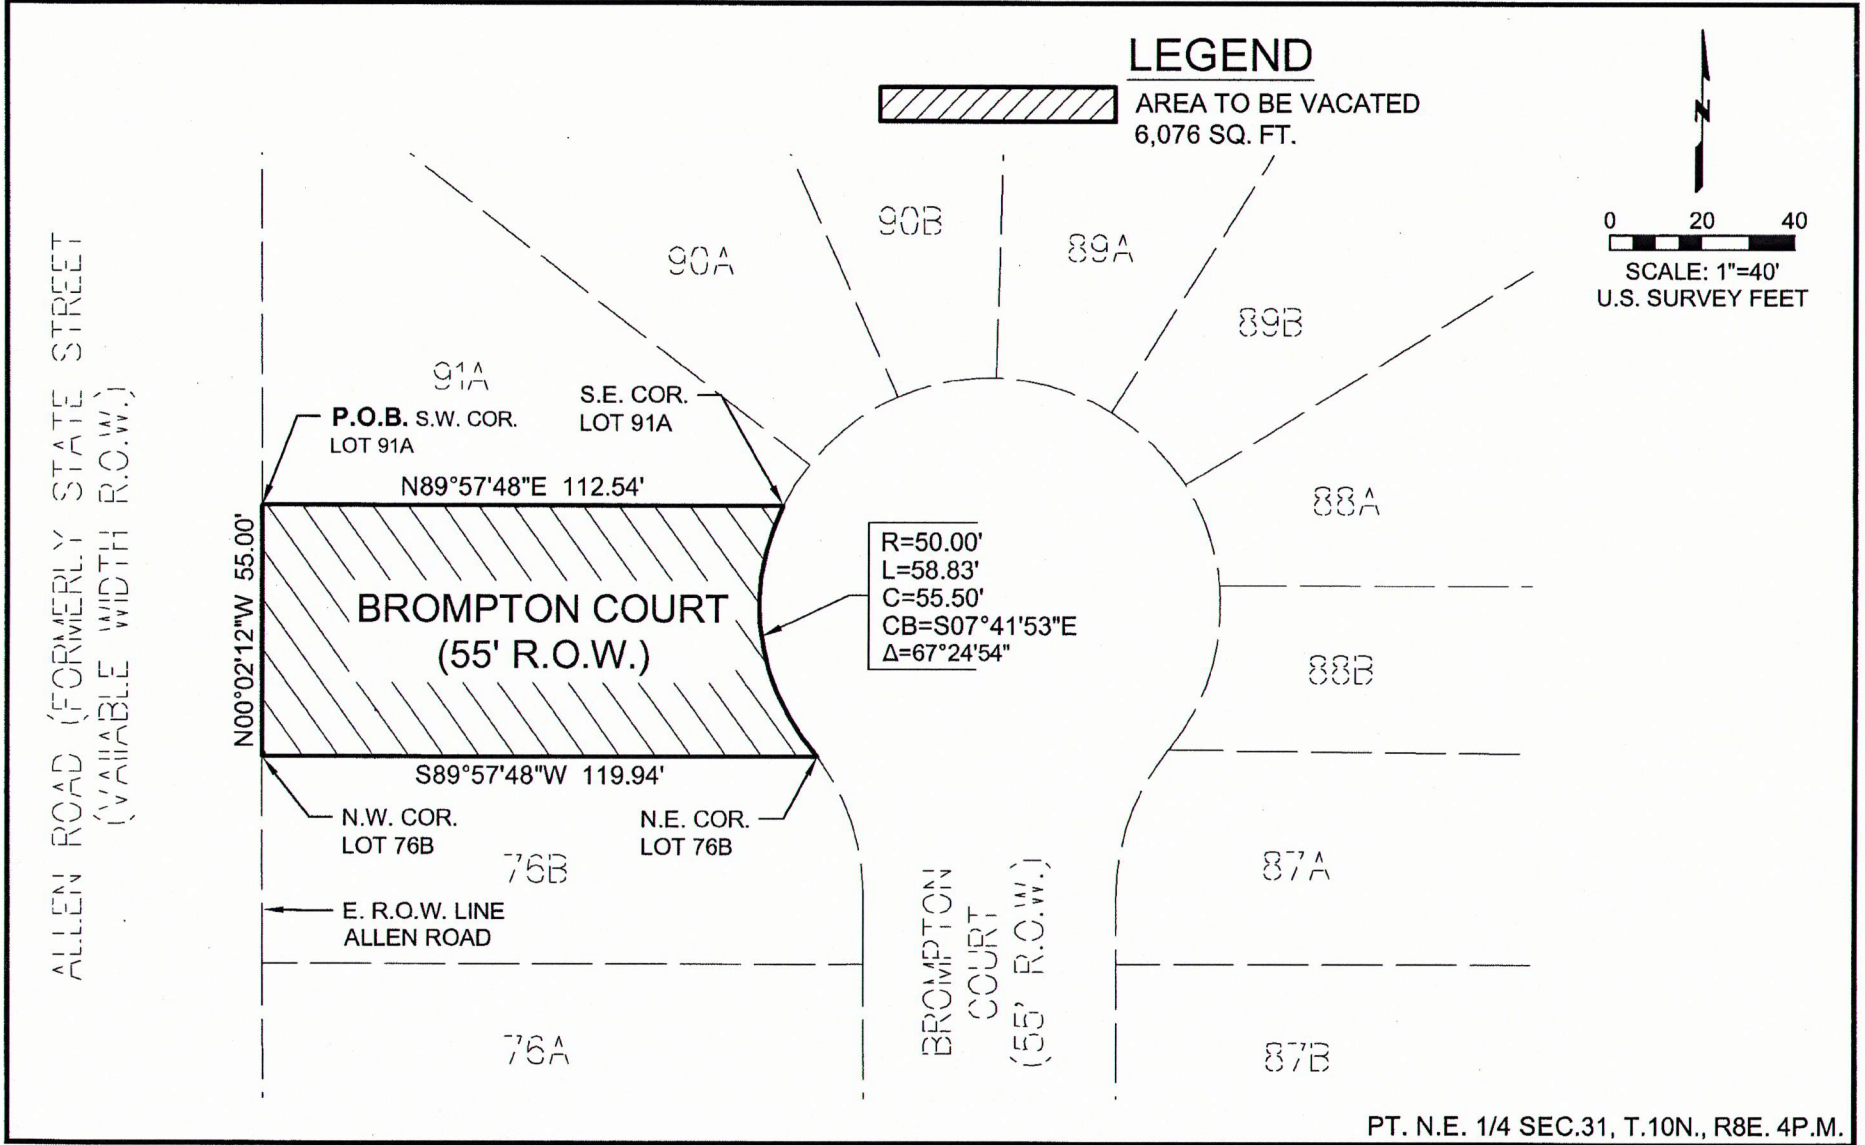 LEGEND
AREA TO BE VACATED
6,076 SQ. FT.
N
0 20 40
SCALE: 1"=40'
U.S. SURVEY FEET
90A
90B
89A
89B
88A
88B
87A
87B
91A
ALLEN ROAD (FORMERLY STATE STREET
(VAIIABLE WIDTH R.O.W.)
P.O.B. S.W. COR.
LOT 91A
S.E. COR.
LOT 91A
N89°57'48"E 112.54'
N00°02'12"W 55.00'
BROMPTON COURT
(55' R.O.W.)
R=50.00'
L=58.83'
C=55.50'
CB=S07°41'53"E
Δ=67°24'54"
S89°57'48"W 119.94'
N.W. COR.
LOT 76B
N.E. COR.
LOT 76B
76B
E. R.O.W. LINE
ALLEN ROAD
76A
BROMPTON
COURT
(55' R.O.W.)
PT. N.E. 1/4 SEC.31, T.10N., R8E. 4P.M.